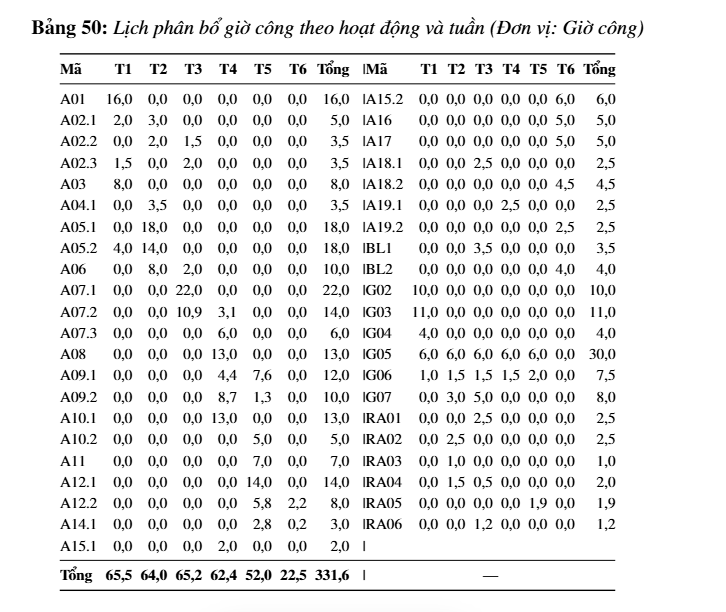 Bảng 50: Lịch phân bổ giờ công theo hoạt động và tuần (Đơn vị: Giờ công)
Mã T1 T2 T3 T4 T5 T6 Tổng |Mã T1 T2 T3 T4 T5 T6 Tổng
A01 16,0 0,0 0,0 0,0 0,0 0,0 16,0 |A15.2 0,0 0,0 0,0 0,0 0,0 6,0 6,0
A02.1 2,0 3,0 0,0 0,0 0,0 0,0 5,0 |A16 0,0 0,0 0,0 0,0 0,0 5,0 5,0
A02.2 0,0 2,0 1,5 0,0 0,0 0,0 3,5 |A17 0,0 0,0 0,0 0,0 0,0 5,0 5,0
A02.3 1,5 0,0 2,0 0,0 0,0 0,0 3,5 |A18.1 0,0 0,0 2,5 0,0 0,0 0,0 2,5
A03 8,0 0,0 0,0 0,0 0,0 0,0 8,0 |A18.2 0,0 0,0 0,0 0,0 0,0 4,5 4,5
A04.1 0,0 3,5 0,0 0,0 0,0 0,0 3,5 |A19.1 0,0 0,0 0,0 2,5 0,0 0,0 2,5
A05.1 0,0 18,0 0,0 0,0 0,0 0,0 18,0 |A19.2 0,0 0,0 0,0 0,0 0,0 2,5 2,5
A05.2 4,0 14,0 0,0 0,0 0,0 0,0 18,0 |BL1 0,0 0,0 3,5 0,0 0,0 0,0 3,5
A06 0,0 8,0 2,0 0,0 0,0 0,0 10,0 |BL2 0,0 0,0 0,0 0,0 0,0 4,0 4,0
A07.1 0,0 0,0 22,0 0,0 0,0 0,0 22,0 |G02 10,0 0,0 0,0 0,0 0,0 0,0 10,0
A07.2 0,0 0,0 10,9 3,1 0,0 0,0 14,0 |G03 11,0 0,0 0,0 0,0 0,0 0,0 11,0
A07.3 0,0 0,0 0,0 6,0 0,0 0,0 6,0 |G04 4,0 0,0 0,0 0,0 0,0 0,0 4,0
A08 0,0 0,0 0,0 13,0 0,0 0,0 13,0 |G05 6,0 6,0 6,0 6,0 6,0 0,0 30,0
A09.1 0,0 0,0 0,0 4,4 7,6 0,0 12,0 |G06 1,0 1,5 1,5 1,5 2,0 0,0 7,5
A09.2 0,0 0,0 0,0 8,7 1,3 0,0 10,0 |G07 0,0 3,0 5,0 0,0 0,0 0,0 8,0
A10.1 0,0 0,0 0,0 13,0 0,0 0,0 13,0 |RA01 0,0 0,0 2,5 0,0 0,0 0,0 2,5
A10.2 0,0 0,0 0,0 0,0 5,0 0,0 5,0 |RA02 0,0 2,5 0,0 0,0 0,0 0,0 2,5
A11 0,0 0,0 0,0 0,0 7,0 0,0 7,0 |RA03 0,0 1,0 0,0 0,0 0,0 0,0 1,0
A12.1 0,0 0,0 0,0 0,0 14,0 0,0 14,0 |RA04 0,0 1,5 0,5 0,0 0,0 0,0 2,0
A12.2 0,0 0,0 0,0 0,0 5,8 2,2 8,0 |RA05 0,0 0,0 0,0 0,0 1,9 0,0 1,9
A14.1 0,0 0,0 0,0 0,0 2,8 0,2 3,0 |RA06 0,0 0,0 1,2 0,0 0,0 0,0 1,2
A15.1 0,0 0,0 0,0 2,0 0,0 0,0 2,0 |
Tổng 65,5 64,0 65,2 62,4 52,0 22,5 331,6 | —